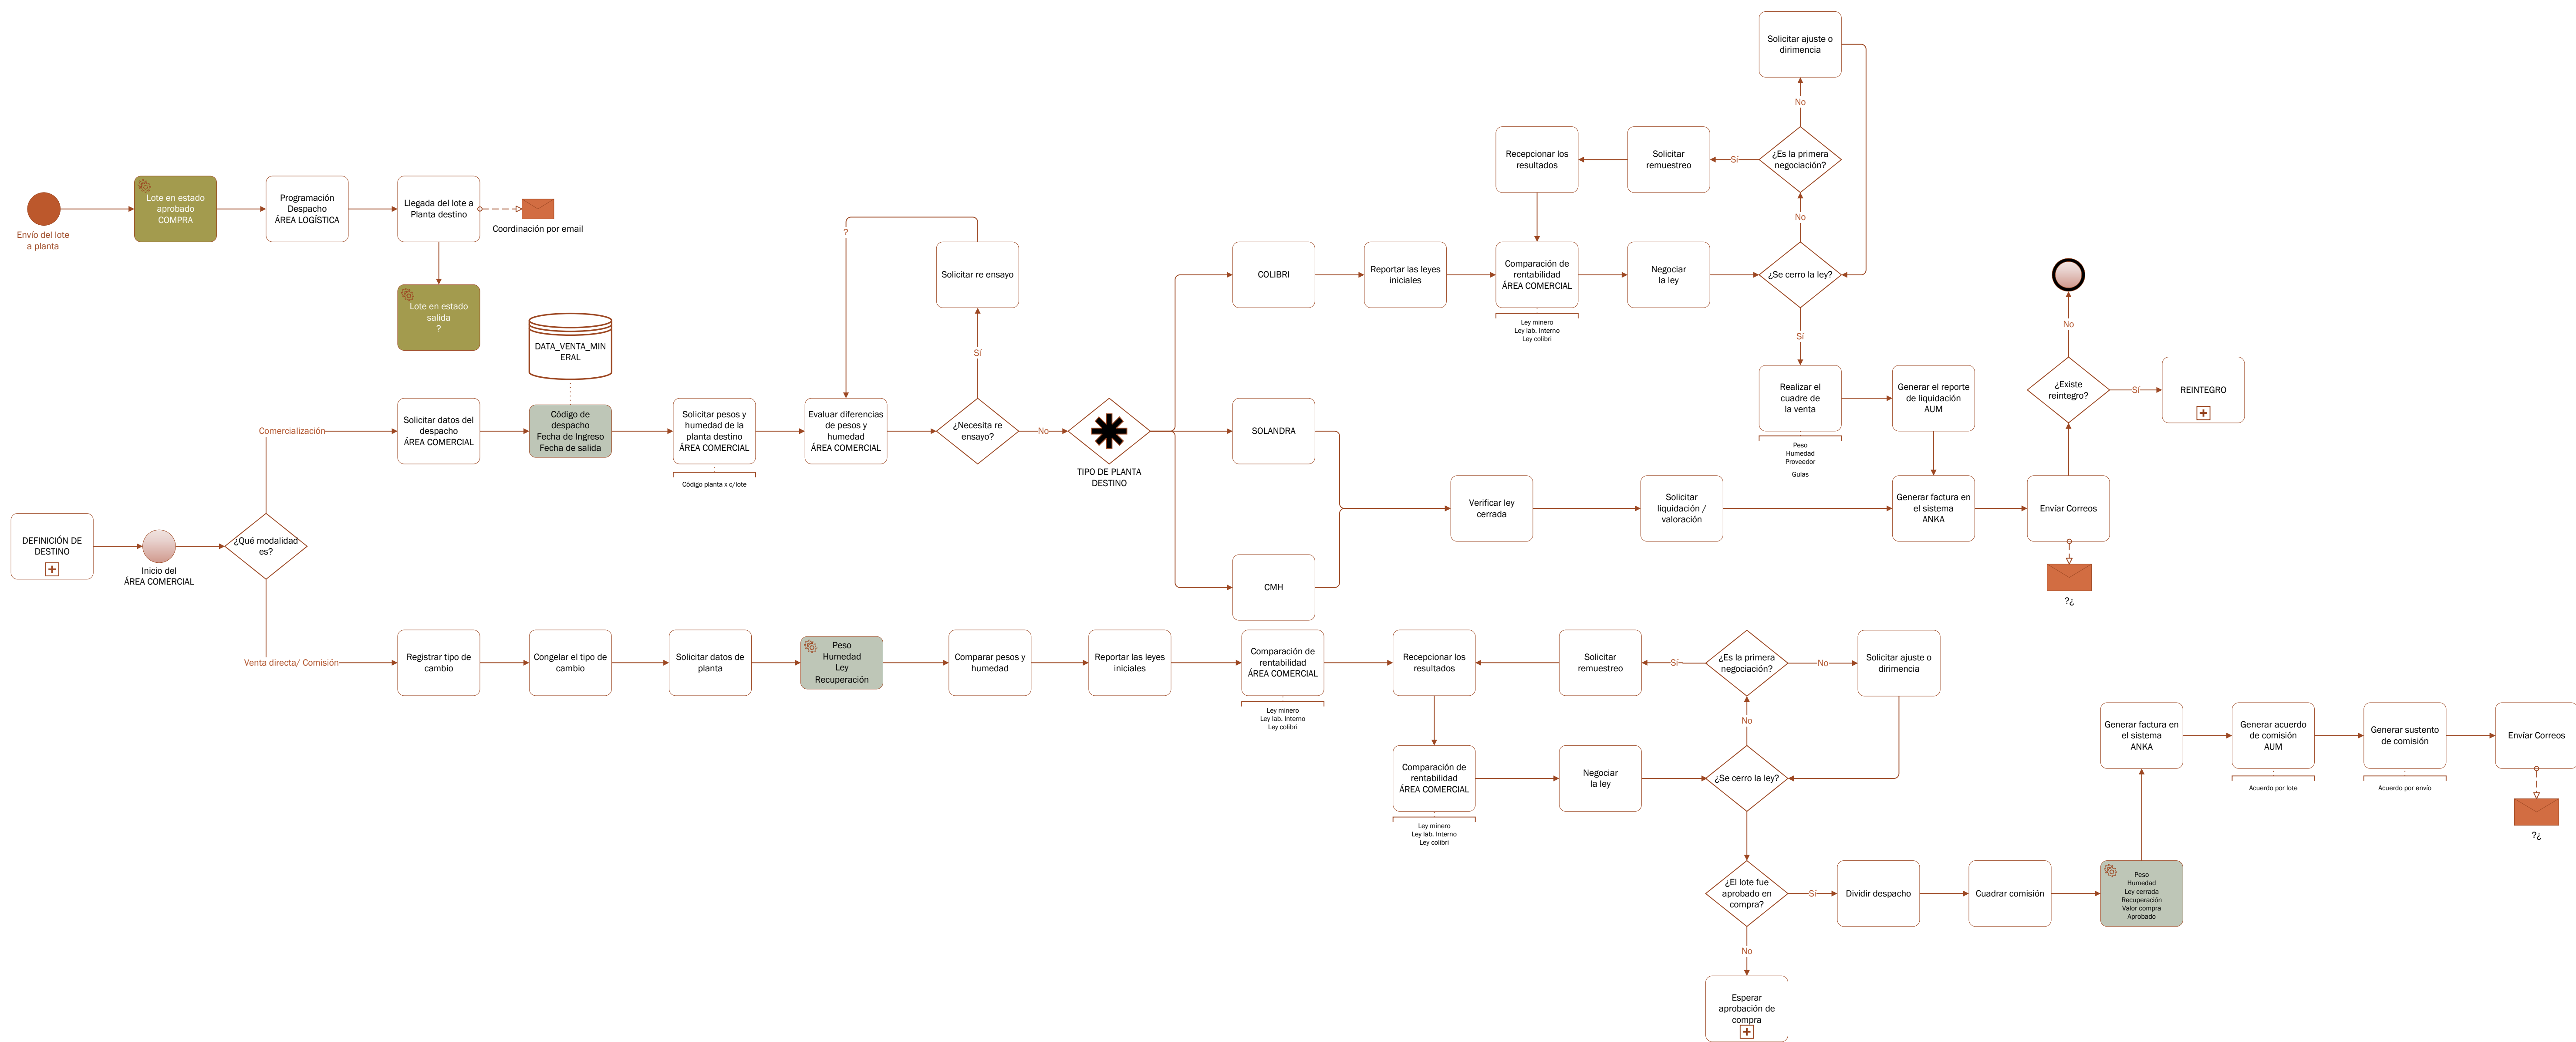 Solicitar ajuste o
dirimencia
No
Recepcionar los
resultados
Solicitar
remuestreo
Sí
¿Es la primera
negociación?
No
Envío del lote
a planta
Lote en estado
aprobado
COMPRA
Programación
Despacho
ÁREA LOGÍSTICA
Llegada del lote a
Planta destino
Coordinación por email
Lote en estado
salida
?
?
Solicitar re ensayo
Sí
COLIBRI
Reportar las leyes
iniciales
Comparación de
rentabilidad
ÁREA COMERCIAL
Ley minero
Ley lab. Interno
Ley colibri
Negociar
la ley
¿Se cerro la ley?
Sí
DATA_VENTA_MIN
ERAL
Comercialización
Solicitar datos del
despacho
ÁREA COMERCIAL
Código de
despacho
Fecha de Ingreso
Fecha de salida
Solicitar pesos y
humedad de la
planta destino
ÁREA COMERCIAL
Código planta x c/lote
Evaluar diferencias
de pesos y
humedad
ÁREA COMERCIAL
¿Necesita re
ensayo?
No
TIPO DE PLANTA
DESTINO
SOLANDRA
Realizar el
cuadre de
la venta
Peso
Humedad
Proveedor
Guías
Generar el reporte
de liquidación
AUM
No
¿Existe
reintegro?
Sí
REINTEGRO
DEFINICIÓN DE
DESTINO
Inicio del
ÁREA COMERCIAL
¿Qué modalidad
es?
Verificar ley
cerrada
Solicitar
liquidación /
valoración
Generar factura en
el sistema
ANKA
Envíar Correos
?¿
CMH
Venta directa/ Comisión
Registrar tipo de
cambio
Congelar el tipo de
cambio
Solicitar datos de
planta
Peso
Humedad
Ley
Recuperación
Comparar pesos y
humedad
Reportar las leyes
iniciales
Comparación de
rentabilidad
ÁREA COMERCIAL
Ley minero
Ley lab. Interno
Ley colibri
Recepcionar los
resultados
Solicitar
remuestreo
Sí
¿Es la primera
negociación?
No
Solicitar ajuste o
dirimencia
No
Comparación de
rentabilidad
ÁREA COMERCIAL
Ley minero
Ley lab. Interno
Ley colibri
Negociar
la ley
¿Se cerro la ley?
Generar factura en
el sistema
ANKA
Generar acuerdo
de comisión
AUM
Acuerdo por lote
Generar sustento
de comisión
Acuerdo por envío
Envíar Correos
?¿
¿El lote fue
aprobado en
compra?
Sí
Dividir despacho
Cuadrar comisión
Peso
Humedad
Ley cerrada
Recuperación
Valor compra
Aprobado
No
Esperar
aprobación de
compra